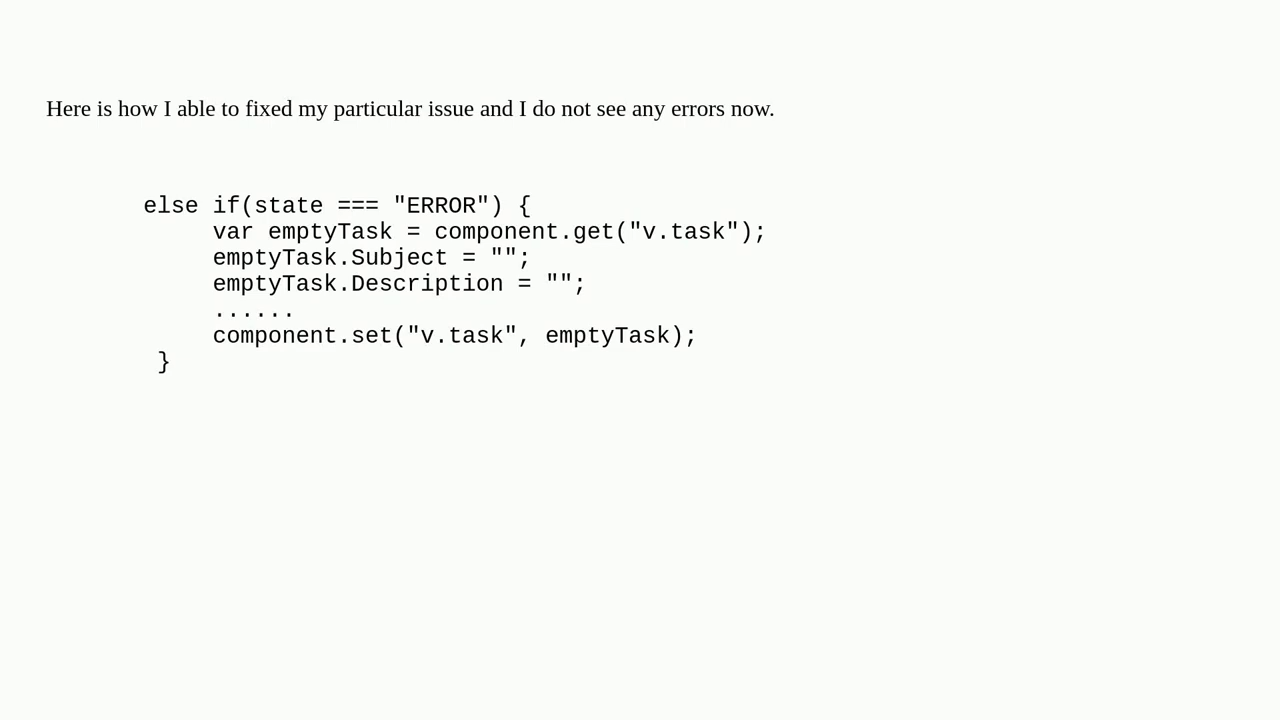 Here is how I able to fixed my particular issue and I do not see any errors now.
else if(state === "ERROR") {
var emptyTask = component.get("v.task");
emptyTask.Subject = "";
emptyTask.Description = "";
......
component.set("v.task", emptyTask);
}